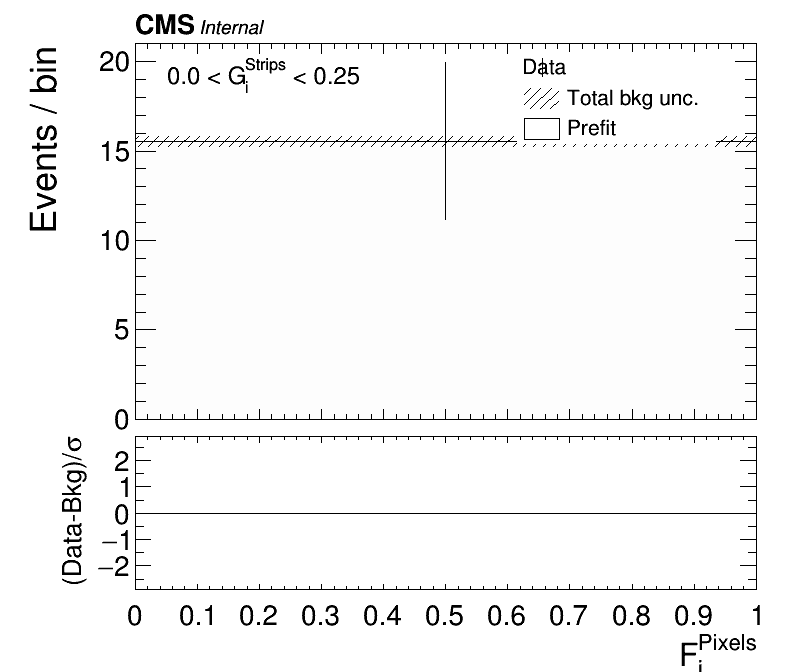 CMS Internal
0.0 < G_i^Strips < 0.25
Data
Total bkg unc.
Prefit
Events / bin
20
15
10
5
0
(Data-Bkg)/σ
2
1
0
−1
−2
0 0.1 0.2 0.3 0.4 0.5 0.6 0.7 0.8 0.9 1
F_i^Pixels